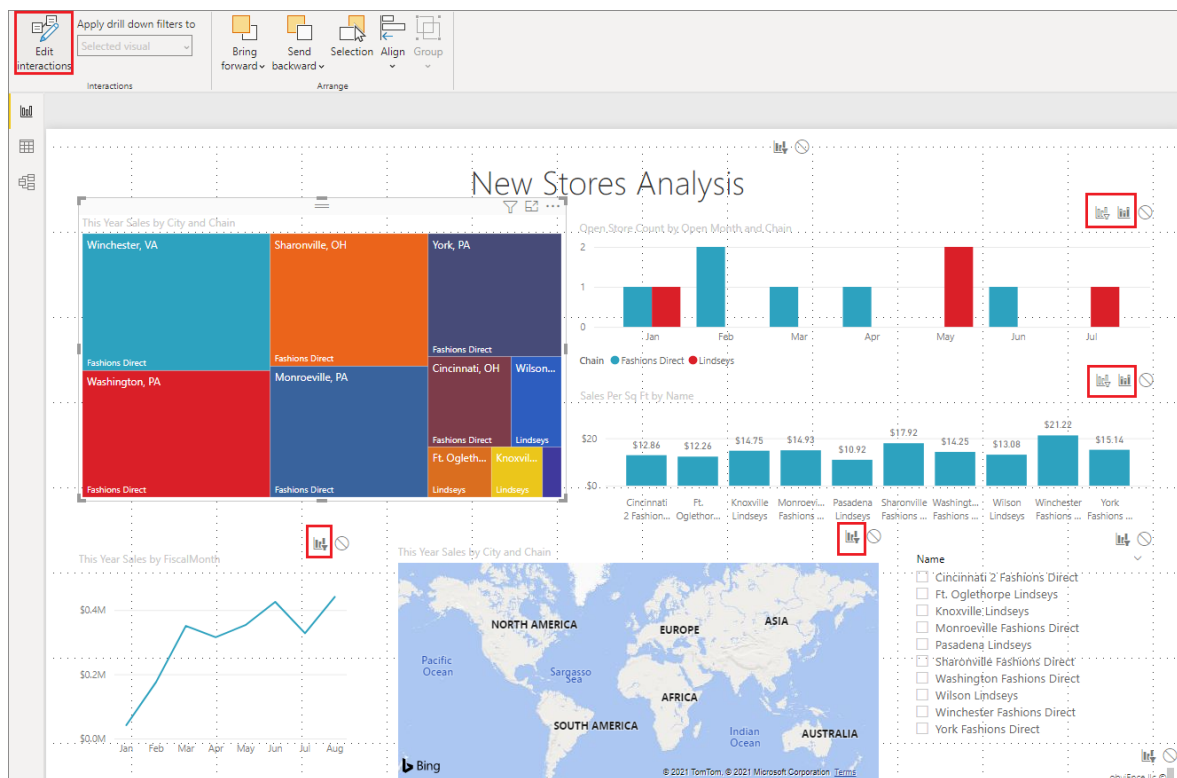 Edit
interactions
Apply drill down filters to
Selected visual
Bring
forward
Send
backward
Selection
Align
Group
Interactions
Arrange
New Stores Analysis
This Year Sales by City and Chain
Winchester, VA
Fashions Direct
Sharonville, OH
Fashions Direct
York, PA
Fashions Direct
Washington, PA
Fashions Direct
Monroeville, PA
Fashions Direct
Cincinnati, OH
Fashions Direct
Wilson...
Lindseys
Ft. Ogleth...
Lindseys
Knoxvil...
Lindseys
Open Store Count by Open Month and Chain
2
1
0
Jan Feb Mar Apr May Jun Jul
Chain Fashions Direct Lindseys
Sales Per Sq Ft by Name
$20
$0
$12.86 $12.26 $14.75 $14.93 $10.92 $17.92 $14.25 $13.08 $21.22 $15.14
Cincinnati Ft. Knoxville Monroevi... Pasadena Sharonville Washingt... Wilson Winchester York
2 Fashion... Oglethor... Lindseys Fashions ... Lindseys Fashions ... Fashions ... Lindseys Fashions ... Fashions ...
This Year Sales by FiscalMonth
$0.4M
$0.2M
$0.0M
Jan Feb Mar Apr May Jun Jul Aug
This Year Sales by City and Chain
NORTH AMERICA
EUROPE
ASIA
Pacific
Ocean
Sargasso
Sea
AFRICA
SOUTH AMERICA
Indian
Ocean
AUSTRALIA
Bing
© 2021 TomTom, © 2021 Microsoft Corporation Terms
Name
Cincinnati 2 Fashions Direct
Ft. Oglethorpe Lindseys
Knoxville Lindseys
Monroeville Fashions Direct
Pasadena Lindseys
Sharonville Fashions Direct
Washington Fashions Direct
Wilson Lindseys
Winchester Fashions Direct
York Fashions Direct